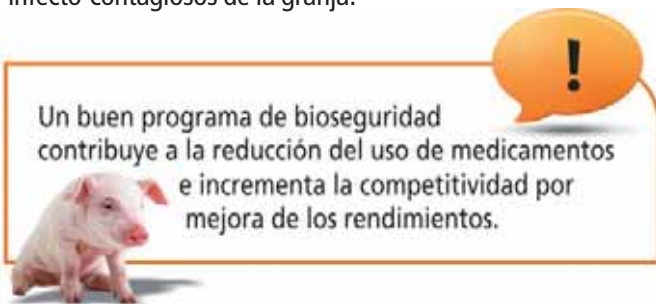 infecto-contagiosos de la granja.
!
Un buen programa de bioseguridad
contribuye a la reducción del uso de medicamentos
e incrementa la competitividad por
mejora de los rendimientos.